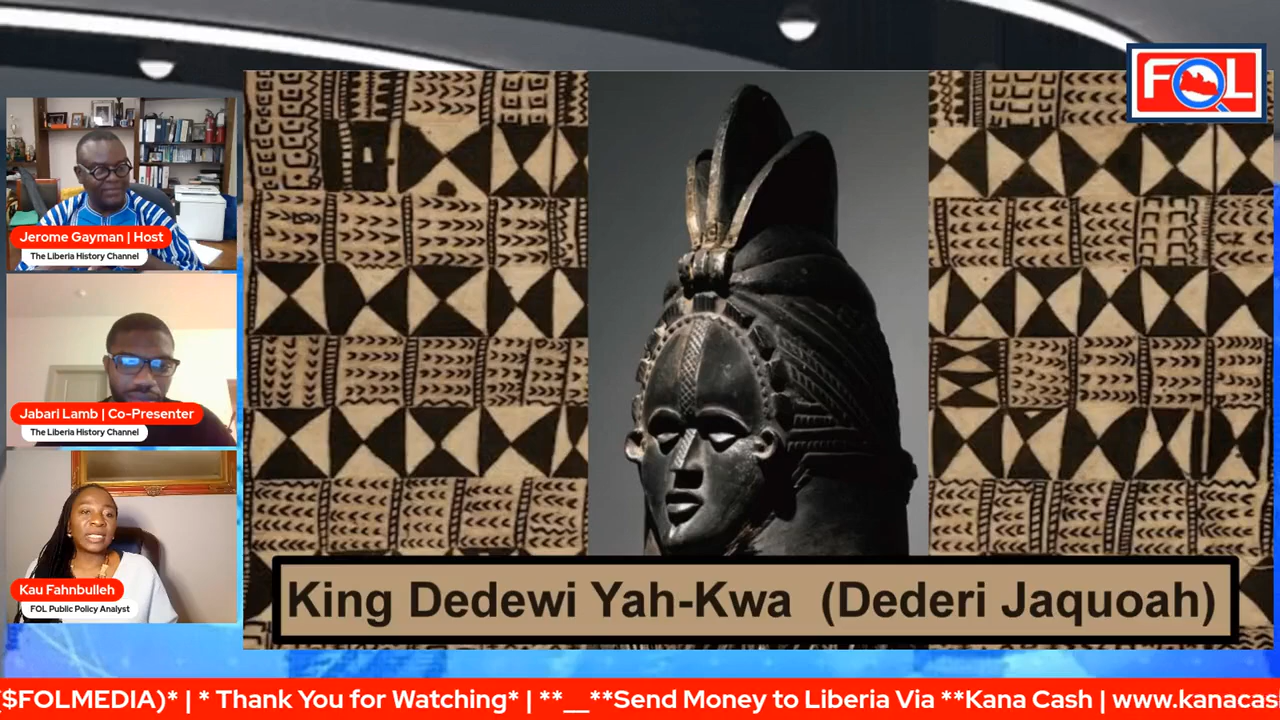 FOL
Jerome Gayman | Host
The Liberia History Channel
Jabari Lamb | Co-Presenter
The Liberia History Channel
Kau Fahnbulleh
FOL Public Policy Analyst
King Dedewi Yah-Kwa (Dederi Jaquoah)
($FOLMEDIA)* | * Thank You for Watching* | **__**Send Money to Liberia Via **Kana Cash | www.kanacas